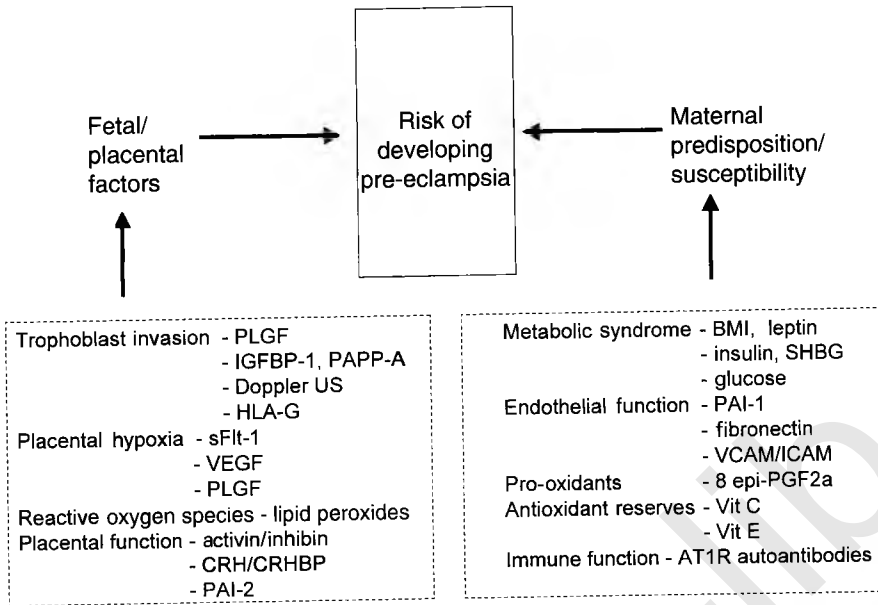 Fetal/
placental
factors
Risk of
developing
pre-eclampsia
Maternal
predisposition/
susceptibility
Trophoblast invasion - PLGF
- IGFBP-1, PAPP-A
- Doppler US
- HLA-G
Placental hypoxia - sFlt-1
- VEGF
- PLGF
Reactive oxygen species - lipid peroxides
Placental function - activin/inhibin
- CRH/CRHBP
- PAI-2
Metabolic syndrome - BMI, leptin
- insulin, SHBG
- glucose
Endothelial function - PAI-1
- fibronectin
- VCAM/ICAM
Pro-oxidants - 8 epi-PGF2a
Antioxidant reserves - Vit C
- Vit E
Immune function - AT1R autoantibodies